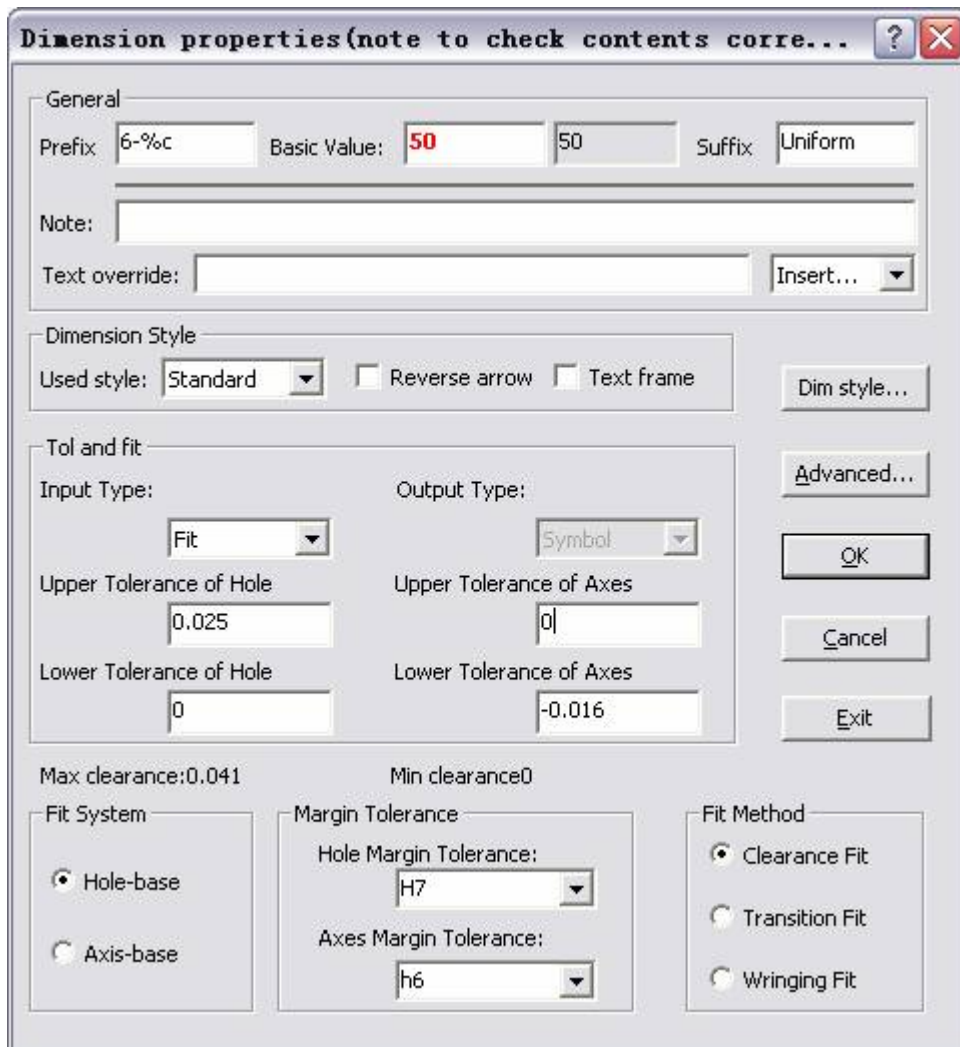 Dimension properties(note to check contents corre...
General
Prefix 6-%c Basic Value: 50 50 Suffix Uniform
Note:
Text override: Insert...
Dimension Style
Used style: Standard Reverse arrow Text frame
Dim style...
Tol and fit
Advanced...
Input Type: Output Type:
Fit Symbol
OK
Upper Tolerance of Hole Upper Tolerance of Axes
0.025 0
Cancel
Lower Tolerance of Hole Lower Tolerance of Axes
0 -0.016
Exit
Max clearance:0.041 Min clearance0
Fit System Margin Tolerance Fit Method
Hole Margin Tolerance: Clearance Fit
Hole-base H7
Transition Fit
Axes Margin Tolerance:
Axis-base h6 Wringing Fit